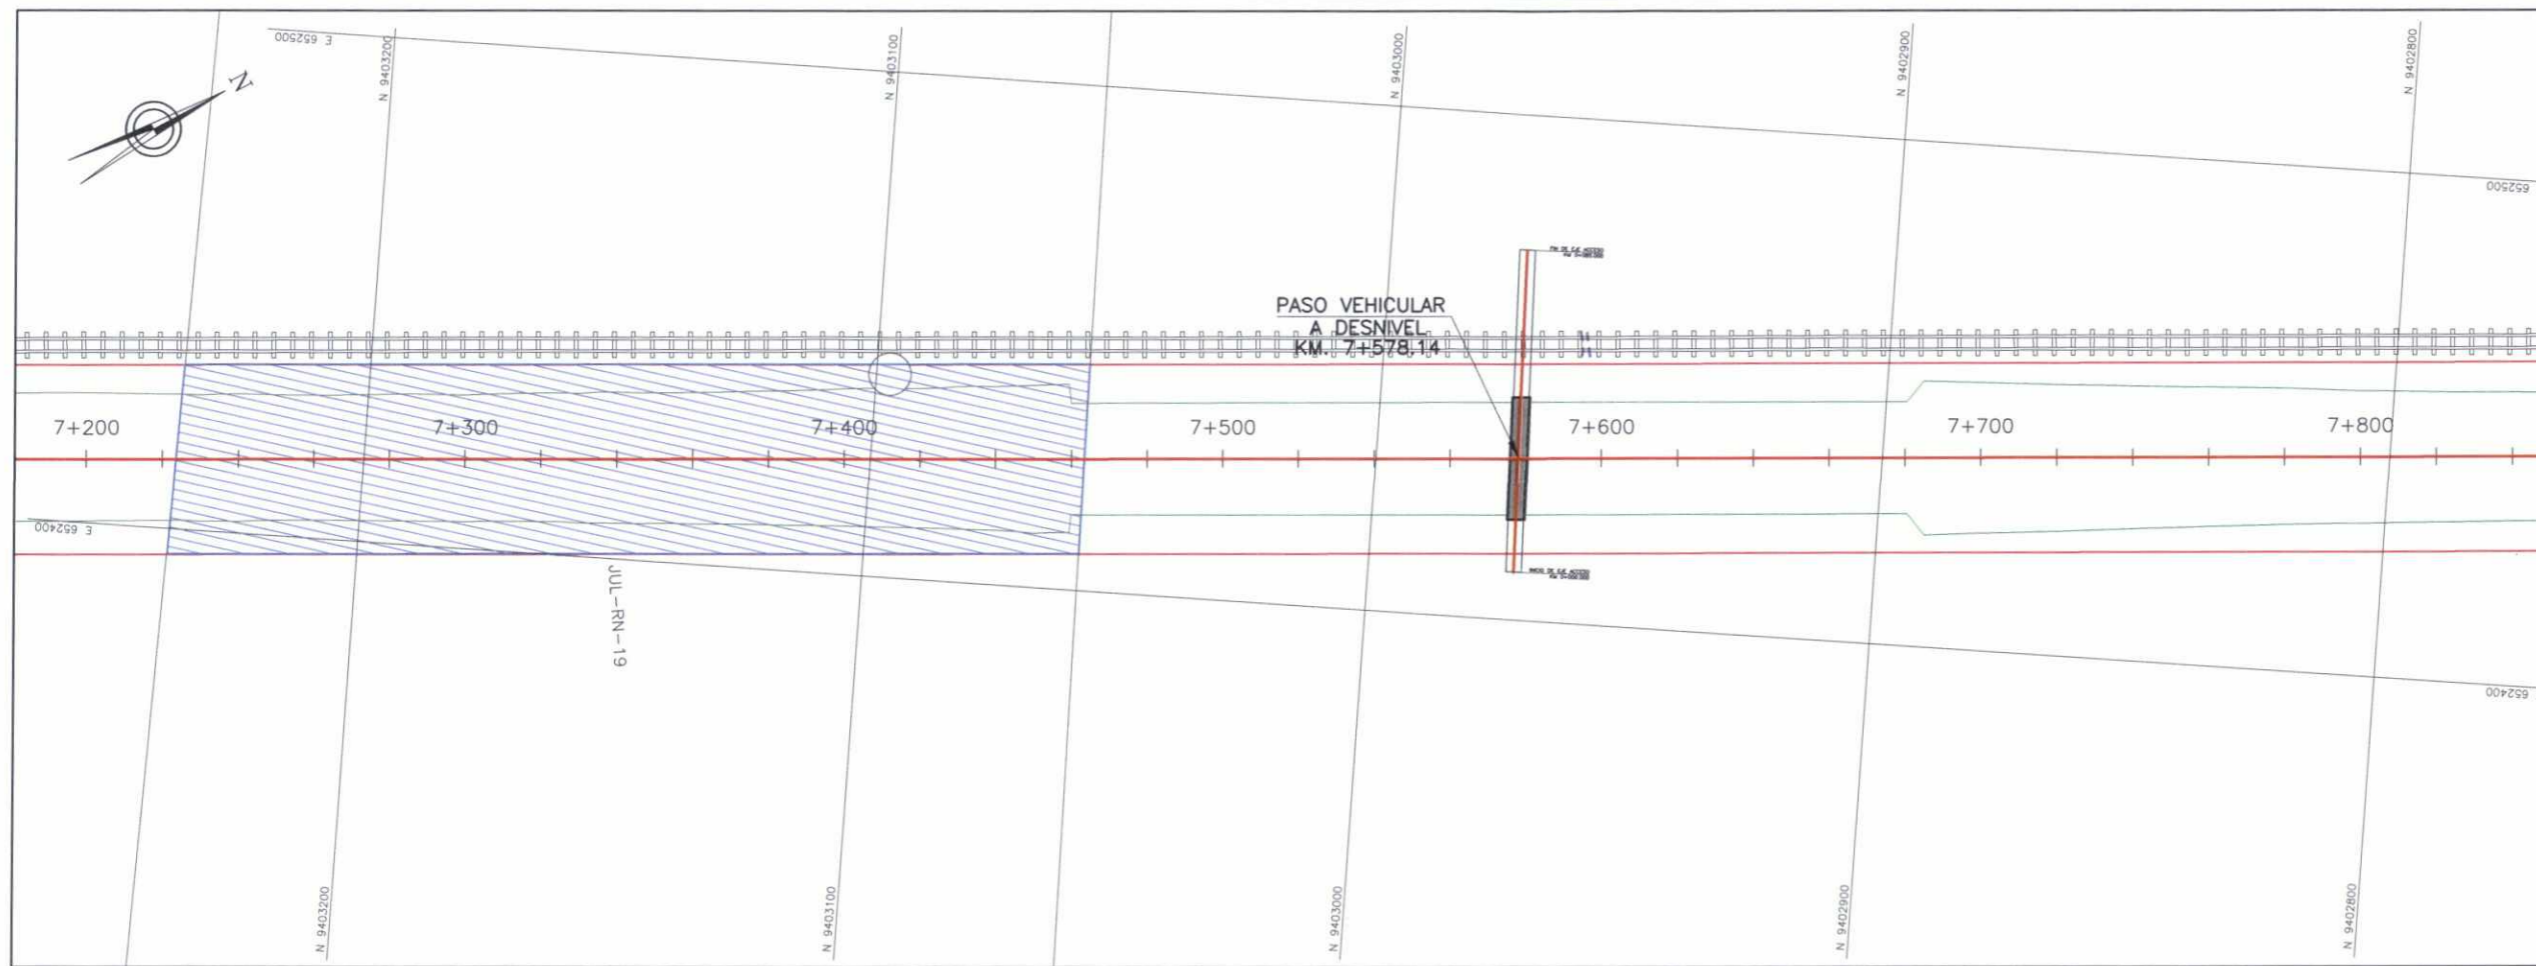 E 652500
N 9403200
N 9403100
N 9403000
N 9402900
N 9402800
N
652500
PASO VEHICULAR
A DESNIVEL
KM. 7+578.14
7+200
7+300
7+400
7+500
7+600
7+700
7+800
E 652400
JUL-RN-19
652400
N 9403200
N 9403100
N 9403000
N 9402900
N 9402800